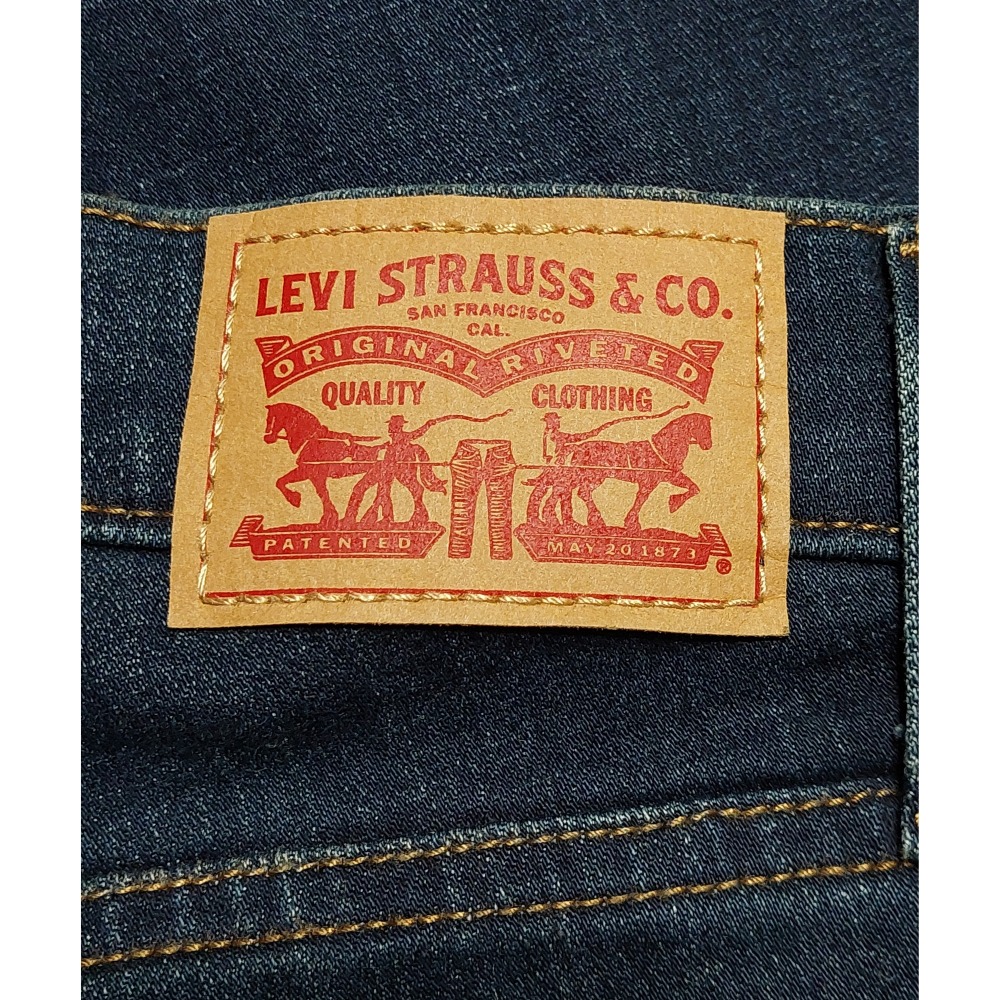 LEVI STRAUSS & CO.
SAN FRANCISCO
CAL.
ORIGINAL RIVETED
QUALITY CLOTHING
PATENTED MAY 20 1873 ®